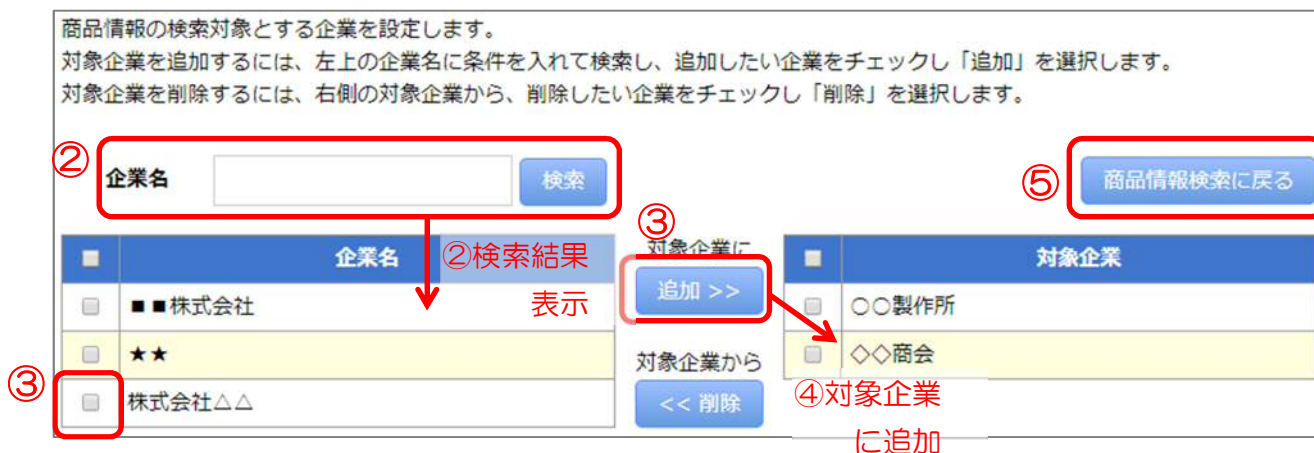 商品情報の検索対象とする企業を設定します。
対象企業を追加するには、左上の企業名に条件を入れて検索し、追加したい企業をチェックし「追加」を選択します。
対象企業を削除するには、右側の対象企業から、削除したい企業をチェックし「削除」を選択します。
② 企業名 検索
⑤ 商品情報検索に戻る
企業名
②検索結果
表示
■■株式会社
★★
③ 株式会社△△
③
対象企業に
追加 >>
対象企業から
<< 削除
対象企業
○○製作所
◇◇商会
④対象企業
に追加